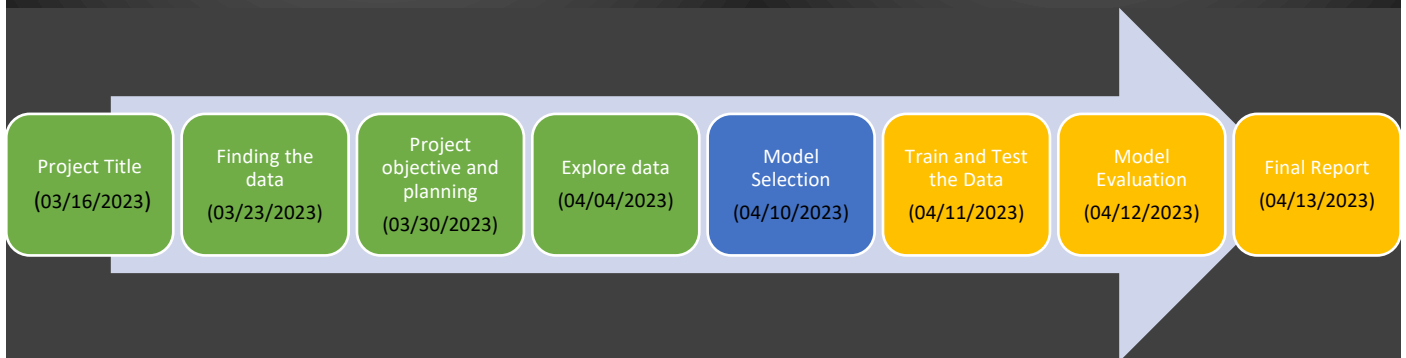 Project Title
(03/16/2023)
Finding the
data
(03/23/2023)
Project
objective and
planning
(03/30/2023)
Explore data
(04/04/2023)
Model
Selection
(04/10/2023)
Train and Test
the Data
(04/11/2023)
Model
Evaluation
(04/12/2023)
Final Report
(04/13/2023)